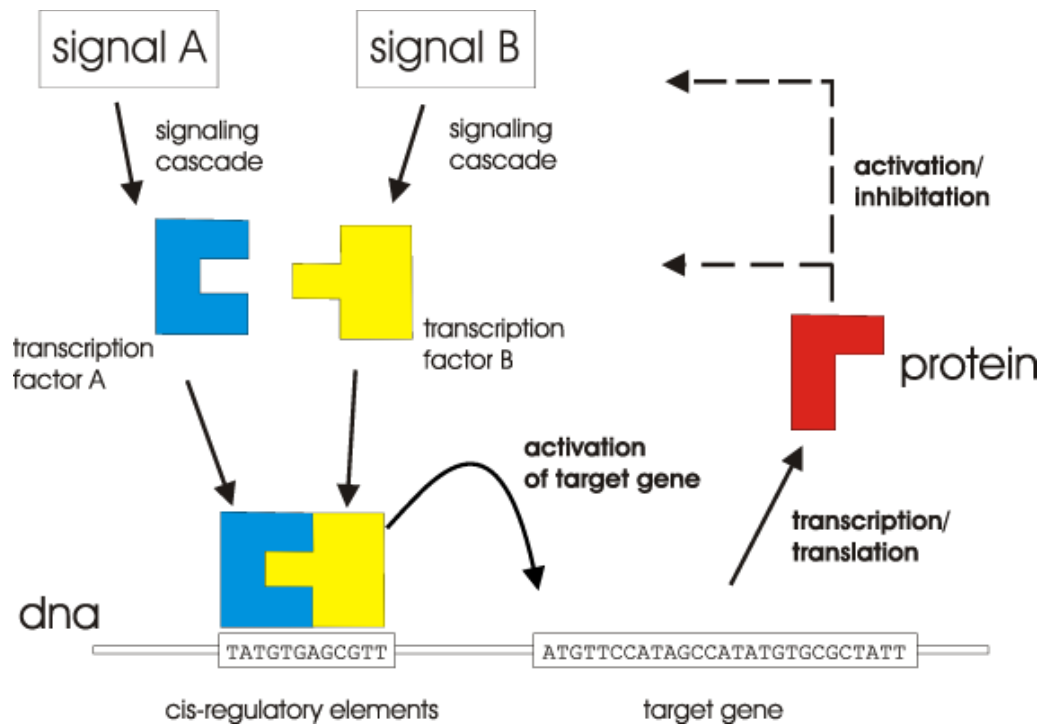 signal A
signal B
signaling
cascade
signaling
cascade
activation/
inhibitation
transcription
factor A
transcription
factor B
protein
activation
of target gene
transcription/
translation
dna
TATGTGAGCGTT
ATGTTCCATAGCCATATGTGCGCTATT
cis-regulatory elements
target gene